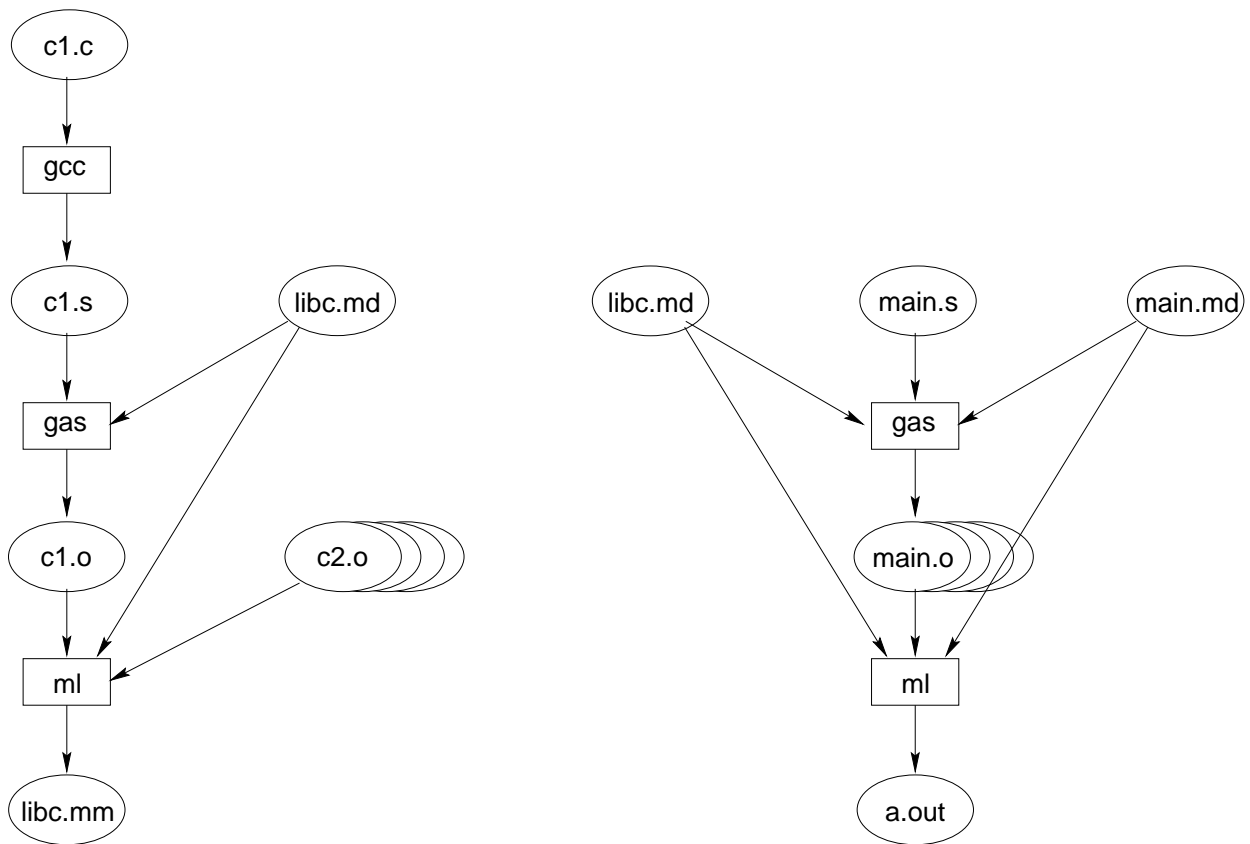 c1.c
gcc
c1.s
libc.md
gas
c1.o
c2.o
ml
libc.mm
libc.md
main.s
main.md
gas
main.o
ml
a.out